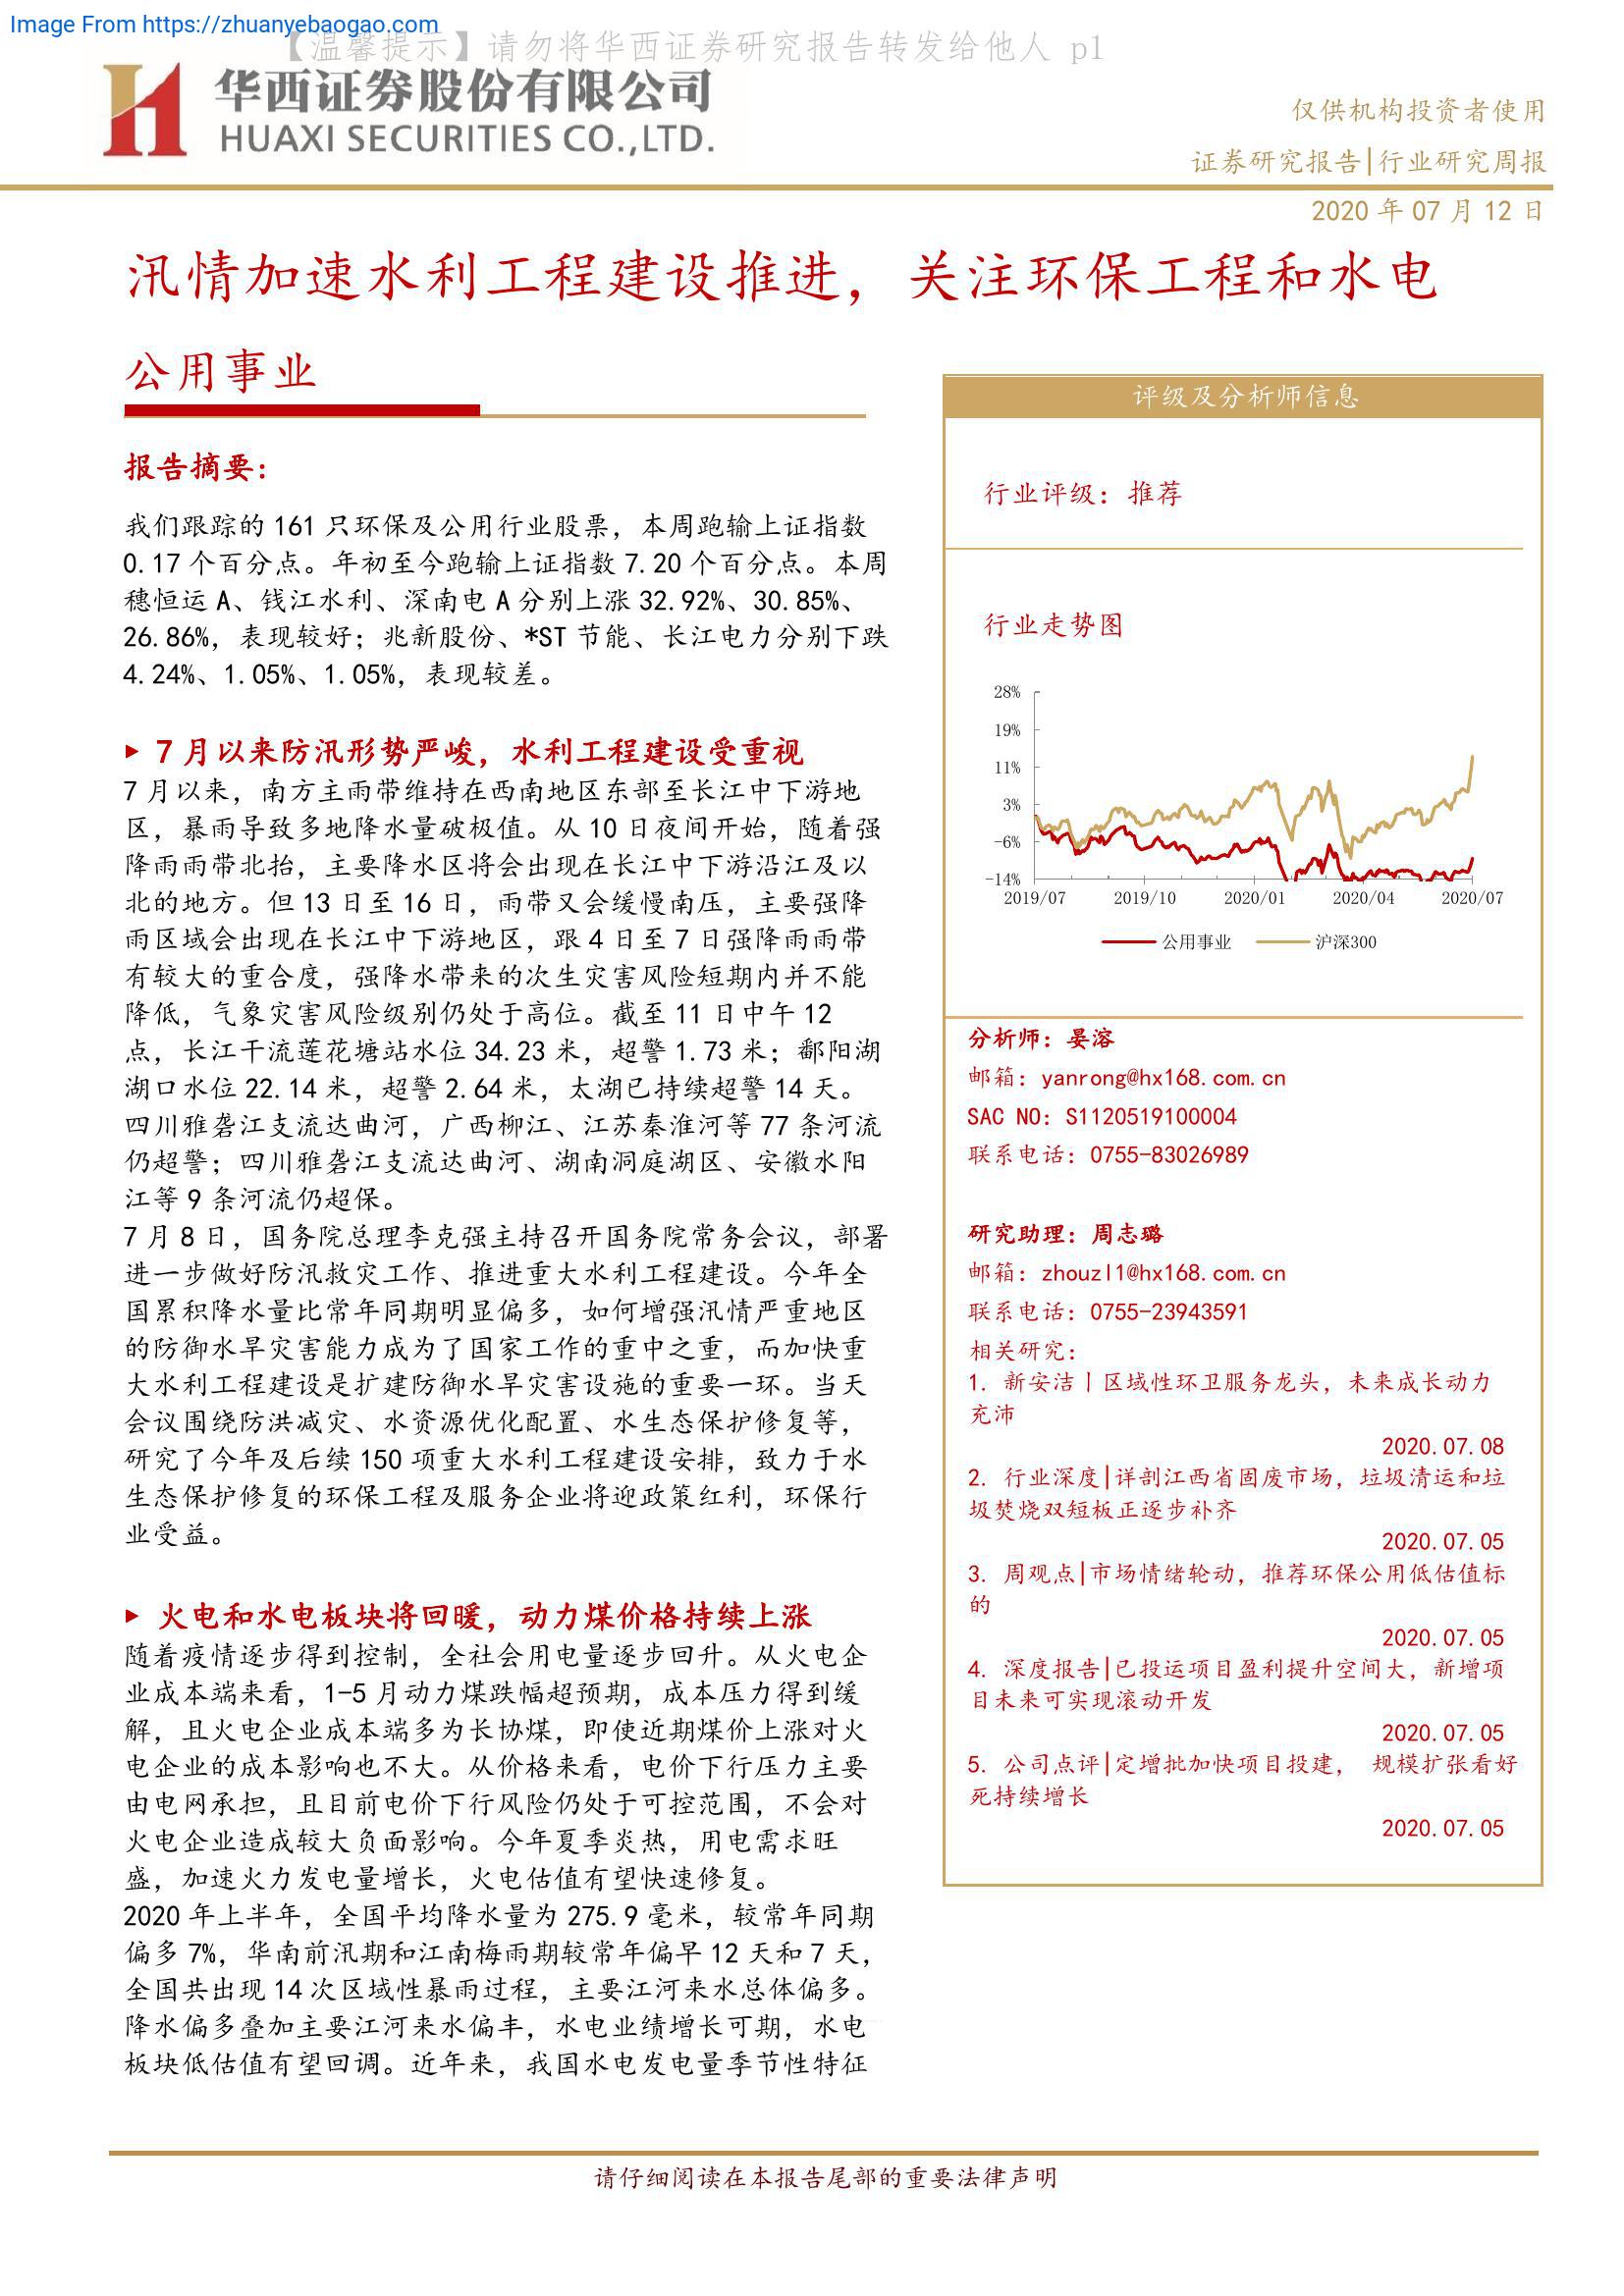 Image From https://zhuanyebaogao.com
【温馨提示】请勿将华西证券研究报告转发给他人 p1
华西证券股份有限公司
HUAXI SECURITIES CO.,LTD.
仅供机构投资者使用
证券研究报告|行业研究周报
2020 年 07 月 12 日
汛情加速水利工程建设推进，关注环保工程和水电
公用事业
报告摘要：
我们跟踪的 161 只环保及公用行业股票，本周跑输上证指数
0.17 个百分点。年初至今跑输上证指数 7.20 个百分点。本周
穗恒运 A、钱江水利、深南电 A 分别上涨 32.92%、30.85%、
26.86%，表现较好；兆新股份、*ST 节能、长江电力分别下跌
4.24%、1.05%、1.05%，表现较差。
▶ 7 月以来防汛形势严峻，水利工程建设受重视
7 月以来，南方主雨带维持在西南地区东部至长江中下游地
区，暴雨导致多地降水量破极值。从 10 日夜间开始，随着强
降雨雨带北抬，主要降水区将会出现在长江中下游沿江及以
北的地方。但 13 日至 16 日，雨带又会缓慢南压，主要强降
雨区域会出现在长江中下游地区，跟 4 日至 7 日强降雨雨带
有较大的重合度，强降水带来的次生灾害风险短期内并不能
降低，气象灾害风险级别仍处于高位。截至 11 日中午 12
点，长江干流莲花塘站水位 34.23 米，超警 1.73 米；鄱阳湖
湖口水位 22.14 米，超警 2.64 米，太湖已持续超警 14 天。
四川雅砻江支流达曲河，广西柳江、江苏秦淮河等 77 条河流
仍超警；四川雅砻江支流达曲河、湖南洞庭湖区、安徽水阳
江等 9 条河流仍超保。
7 月 8 日，国务院总理李克强主持召开国务院常务会议，部署
进一步做好防汛救灾工作、推进重大水利工程建设。今年全
国累积降水量比常年同期明显偏多，如何增强汛情严重地区
的防御水旱灾害能力成为了国家工作的重中之重，而加快重
大水利工程建设是扩建防御水旱灾害设施的重要一环。当天
会议围绕防洪减灾、水资源优化配置、水生态保护修复等，
研究了今年及后续 150 项重大水利工程建设安排，致力于水
生态保护修复的环保工程及服务企业将迎政策红利，环保行
业受益。
▶ 火电和水电板块将回暖，动力煤价格持续上涨
随着疫情逐步得到控制，全社会用电量逐步回升。从火电企
业成本端来看，1-5 月动力煤跌幅超预期，成本压力得到缓
解，且火电企业成本端多为长协煤，即使近期煤价上涨对火
电企业的成本影响也不大。从价格来看，电价下行压力主要
由电网承担，且目前电价下行风险仍处于可控范围，不会对
火电企业造成较大负面影响。今年夏季炎热，用电需求旺
盛，加速火力发电量增长，火电估值有望快速修复。
2020 年上半年，全国平均降水量为 275.9 毫米，较常年同期
偏多 7%，华南前汛期和江南梅雨期较常年偏早 12 天和 7 天，
全国共出现 14 次区域性暴雨过程，主要江河来水总体偏多。
降水偏多叠加主要江河来水偏丰，水电业绩增长可期，水电
板块低估值有望回调。近年来，我国水电发电量季节性特征
评级及分析师信息
行业评级：推荐
行业走势图
28%
19%
11%
3%
-6%
-14%
2019/07 2019/10 2020/01 2020/04 2020/07
公用事业 沪深300
分析师：晏溶
邮箱：yanrong@hx168.com.cn
SAC NO：S1120519100004
联系电话：0755-83026989
研究助理：周志璐
邮箱：zhouzl1@hx168.com.cn
联系电话：0755-23943591
相关研究：
1. 新安洁丨区域性环卫服务龙头，未来成长动力
充沛
2020.07.08
2. 行业深度|详剖江西省固废市场，垃圾清运和垃
圾焚烧双短板正逐步补齐
2020.07.05
3. 周观点|市场情绪轮动，推荐环保公用低估值标
的
2020.07.05
4. 深度报告|已投运项目盈利提升空间大，新增项
目未来可实现滚动开发
2020.07.05
5. 公司点评|定增批加快项目投建， 规模扩张看好
死持续增长
2020.07.05
请仔细阅读在本报告尾部的重要法律声明